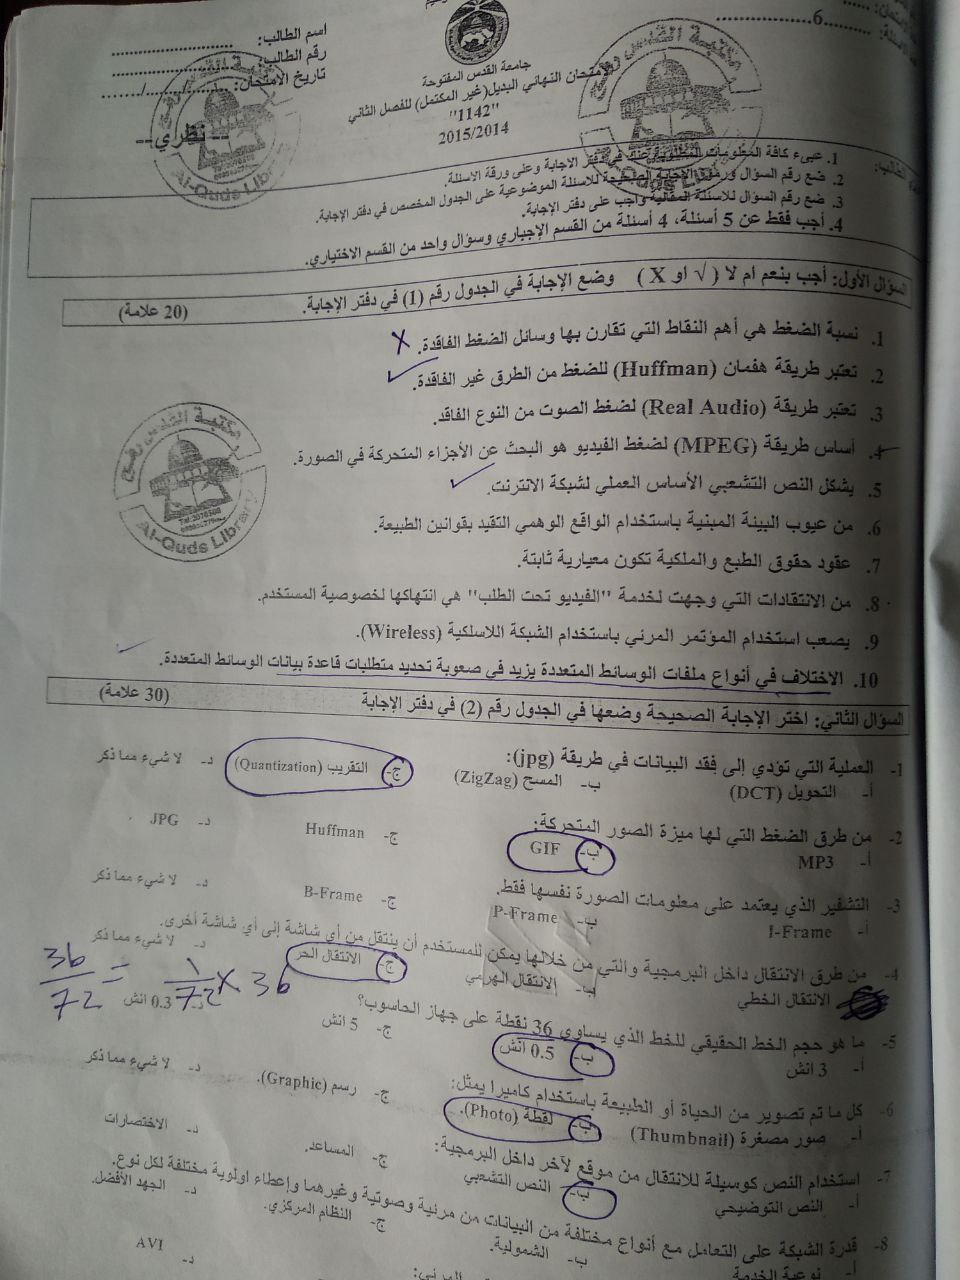 6
اسم الطالب:
رقم الطالب:
تاريخ الامتحان: ..../..../....
جامعة القدس المفتوحة
الامتحان النهائي البديل(غير المكتمل) للفصل الثاني
"1142"
2015/2014
--نظري--
1. عبىء كافة المعلومات المطلوبة عنك في دفتر الاجابة وعلى ورقة الاسئلة.
2. ضع رقم السؤال ورمز الاجابة الصحيحة للاسئلة الموضوعية على الجدول المخصص في دفتر الإجابة.
3. ضع رقم السؤال للاسئلة المقالية واجب على دفتر الإجابة.
4. أجب فقط عن 5 أسئلة، 4 أسئلة من القسم الإجباري وسؤال واحد من القسم الاختياري.
السؤال الأول: أجب بنعم ام لا ( √ او X ) وضع الإجابة في الجدول رقم (1) في دفتر الإجابة. (20 علامة)
1. نسبة الضغط هي أهم النقاط التي تقارن بها وسائل الضغط الفاقدة. X
2. تعتبر طريقة هفمان (Huffman) للضغط من الطرق غير الفاقدة.
3. تعتبر طريقة (Real Audio) لضغط الصوت من النوع الفاقد.
4. أساس طريقة (MPEG) لضغط الفيديو هو البحث عن الأجزاء المتحركة في الصورة.
5. يشكل النص التشعبي الأساس العملي لشبكة الانترنت.
6. من عيوب البيئة المبنية باستخدام الواقع الوهمي التقيد بقوانين الطبيعة.
7. عقود حقوق الطبع والملكية تكون معيارية ثابتة.
8. من الانتقادات التي وجهت لخدمة "الفيديو تحت الطلب" هي انتهاكها لخصوصية المستخدم.
9. يصعب استخدام المؤتمر المرئي باستخدام الشبكة اللاسلكية (Wireless).
10. الاختلاف في أنواع ملفات الوسائط المتعددة يزيد في صعوبة تحديد متطلبات قاعدة بيانات الوسائط المتعددة.
السؤال الثاني: اختر الإجابة الصحيحة وضعها في الجدول رقم (2) في دفتر الإجابة (30 علامة)
1- العملية التي تؤدي إلى فقد البيانات في طريقة (jpg):
أ- التحويل (DCT) ب- المسح (ZigZag) ج- التقريب (Quantization) د- لا شيء مما ذكر
2- من طرق الضغط التي لها ميزة الصور المتحركة:
أ- MP3 ب- GIF ج- Huffman د- JPG
3- التشفير الذي يعتمد على معلومات الصورة نفسها فقط.
أ- I-Frame ب- P-Frame ج- B-Frame د- لا شيء مما ذكر
4- من طرق الانتقال داخل البرمجية والتي من خلالها يمكن للمستخدم أن ينتقل من أي شاشة إلى أي شاشة أخرى.
الانتقال الخطي ب- الانتقال الهرمي ج- الانتقال الحر د- لا شيء مما ذكر
36/72 = 1/72 x 36
5- ما هو حجم الخط الحقيقي للخط الذي يساوي 36 نقطة على جهاز الحاسوب؟
أ- 3 انش ب- 0.5 انش ج- 5 انش د- 0.3 انش
6- كل ما تم تصوير من الحياة أو الطبيعة باستخدام كاميرا يمثل:
أ- صور مصغرة (Thumbnail) ب- لقطة (Photo). ج- رسم (Graphic). د- لا شيء مما ذكر
7- استخدام النص كوسيلة للانتقال من موقع لآخر داخل البرمجية:
أ- النص التوضيحي ب- النص التشعبي ج- المساعد. د- الاختصارات
8- قدرة الشبكة على التعامل مع أنواع مختلفة من البيانات من مرئية وصوتية وغيرهما وإعطاء اولوية مختلفة لكل نوع.
أ- نوعية الخدمة ب- الشمولية. ج- النظام المركزي. د- الجهد الأفضل.
د- AVI
مكتبة القدس
Al-Quds Library